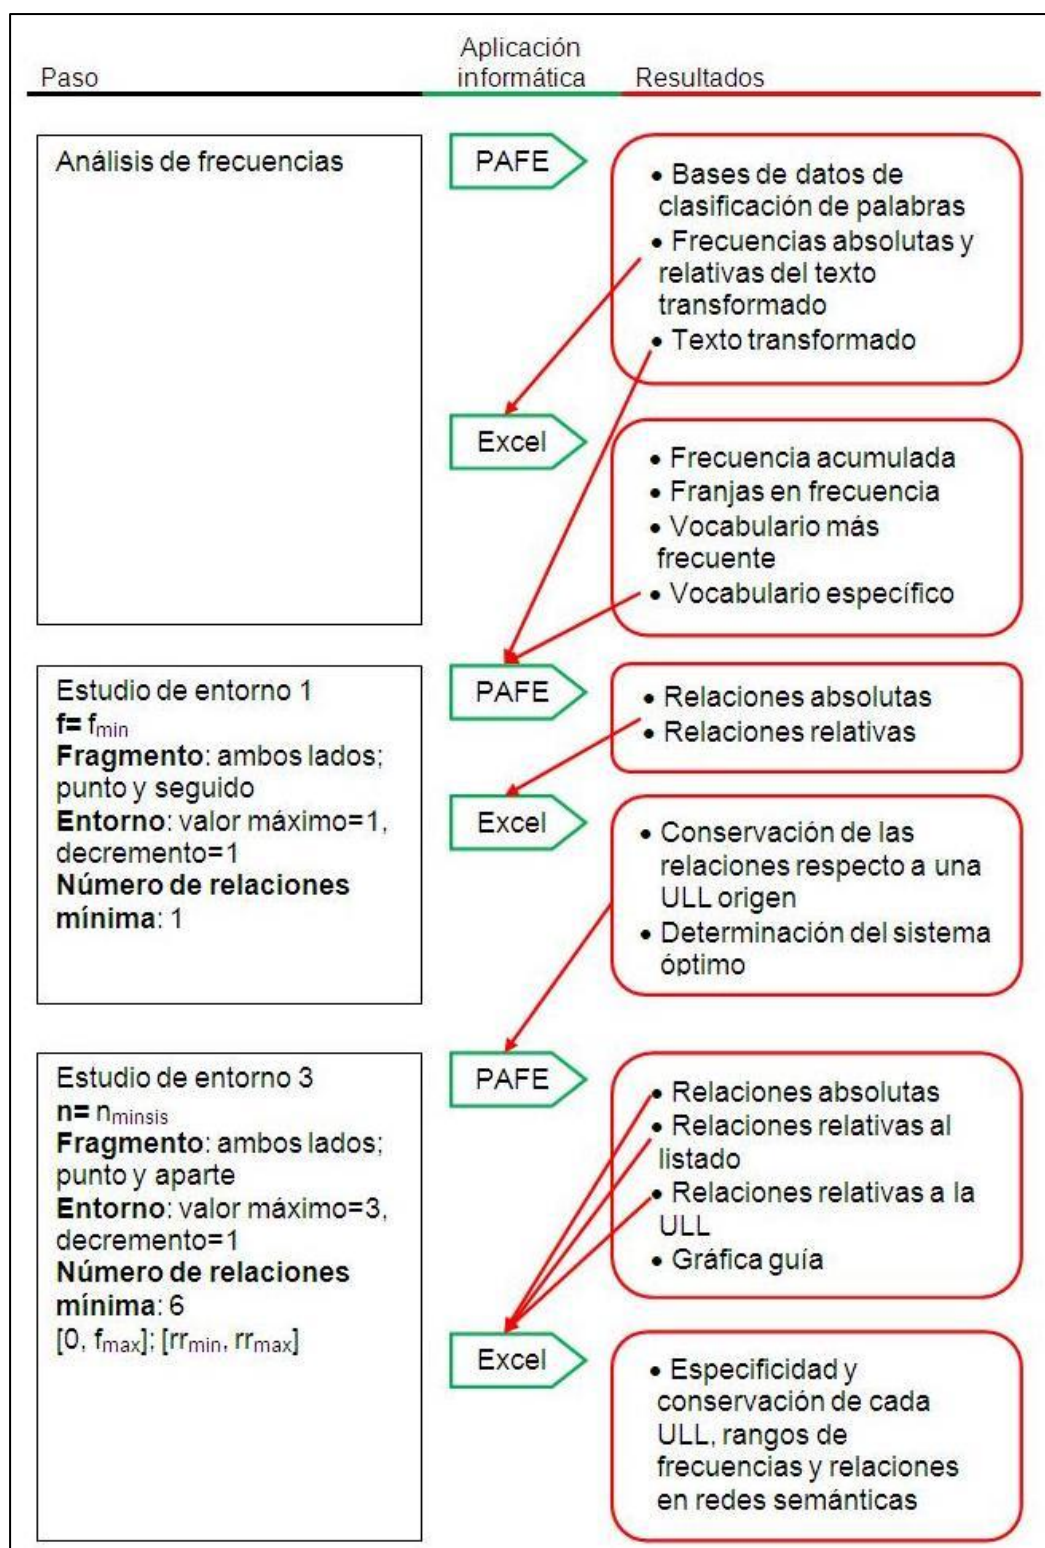 Paso
Aplicación
informática
Resultados
Análisis de frecuencias
PAFE
• Bases de datos de
clasificación de palabras
• Frecuencias absolutas y
relativas del texto
transformado
• Texto transformado
Excel
• Frecuencia acumulada
• Franjas en frecuencia
• Vocabulario más
frecuente
• Vocabulario específico
Estudio de entorno 1
f= fmin
Fragmento: ambos lados;
punto y seguido
Entorno: valor máximo=1,
decremento=1
Número de relaciones
mínima: 1
PAFE
• Relaciones absolutas
• Relaciones relativas
Excel
• Conservación de las
relaciones respecto a una
ULL origen
• Determinación del sistema
óptimo
Estudio de entorno 3
n= nminsis
Fragmento: ambos lados;
punto y aparte
Entorno: valor máximo=3,
decremento=1
Número de relaciones
mínima: 6
[0, fmax]; [rrmin, rrmax]
PAFE
• Relaciones absolutas
• Relaciones relativas al
listado
• Relaciones relativas a la
ULL
• Gráfica guía
Excel
• Especificidad y
conservación de cada
ULL, rangos de
frecuencias y relaciones
en redes semánticas